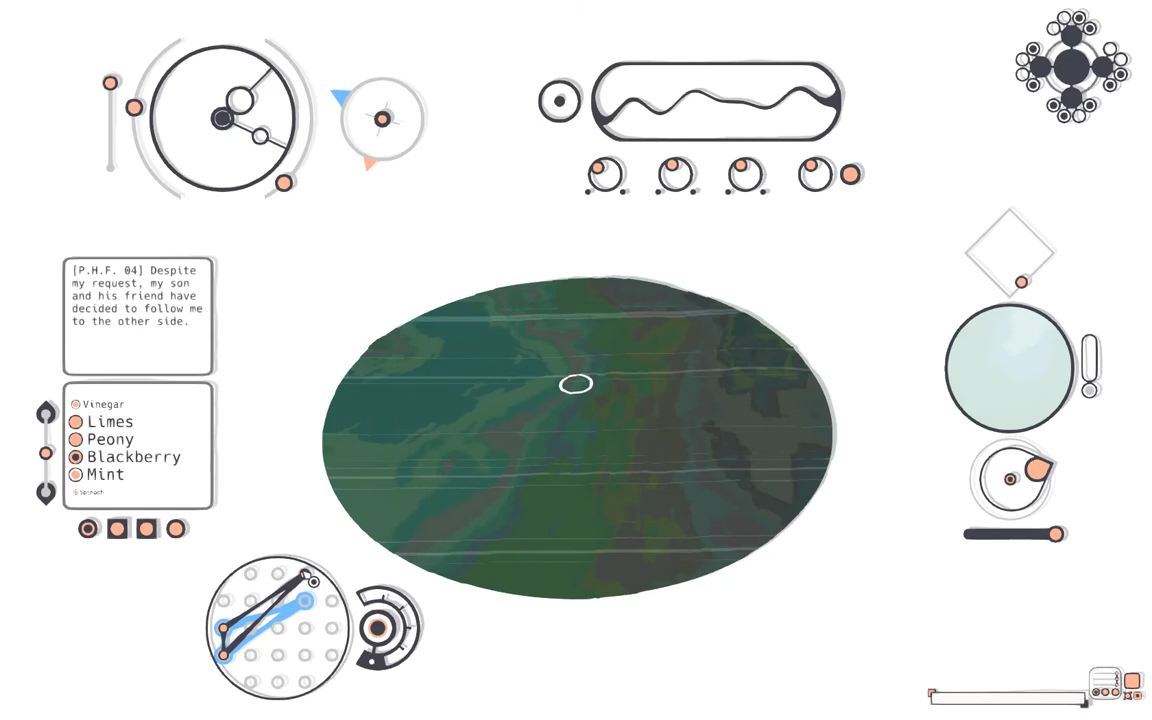 [P.H.F. 04] Despite
my request, my son
and his friend have
decided to follow me
to the other side.
Vinegar
Limes
Peony
Blackberry
Mint
Spinach